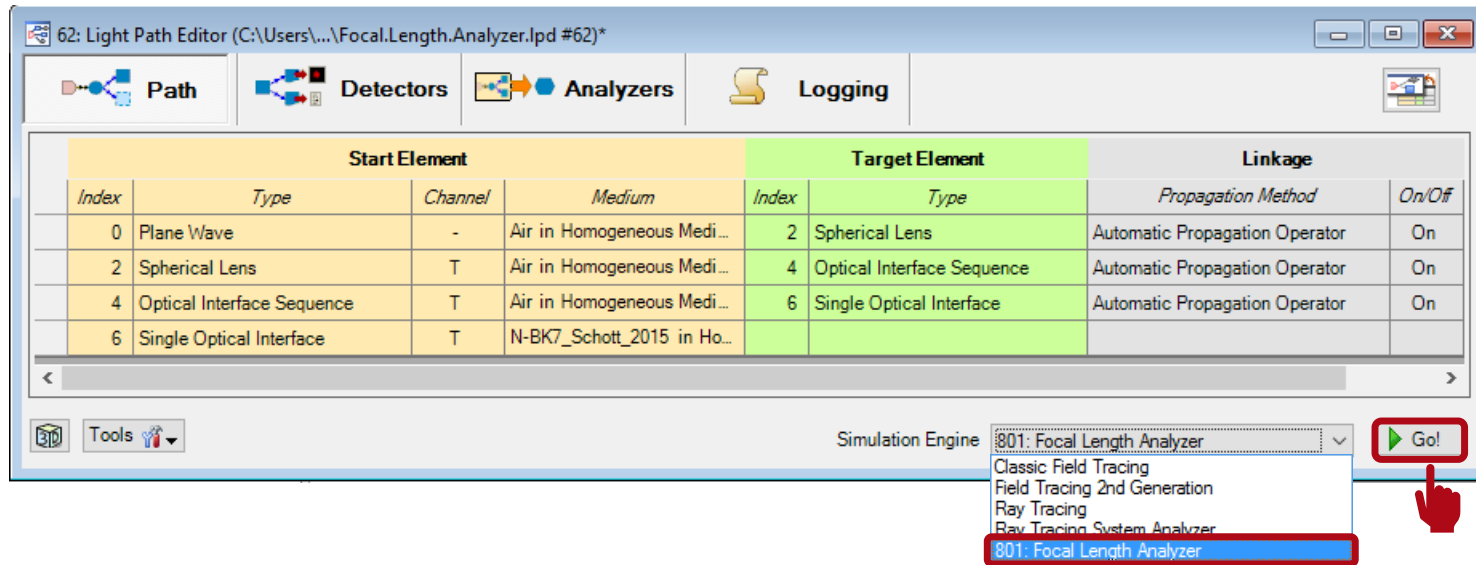 62: Light Path Editor (C:\Users\...\Focal.Length.Analyzer.lpd #62)*
Path Detectors Analyzers Logging
Start Element Target Element Linkage
Index Type Channel Medium Index Type Propagation Method On/Off
0 Plane Wave - Air in Homogeneous Medi... 2 Spherical Lens Automatic Propagation Operator On
2 Spherical Lens T Air in Homogeneous Medi... 4 Optical Interface Sequence Automatic Propagation Operator On
4 Optical Interface Sequence T Air in Homogeneous Medi... 6 Single Optical Interface Automatic Propagation Operator On
6 Single Optical Interface T N-BK7_Schott_2015 in Ho...
3D Tools Simulation Engine 801: Focal Length Analyzer Go!
Classic Field Tracing
Field Tracing 2nd Generation
Ray Tracing
Ray Tracing System Analyzer
801: Focal Length Analyzer